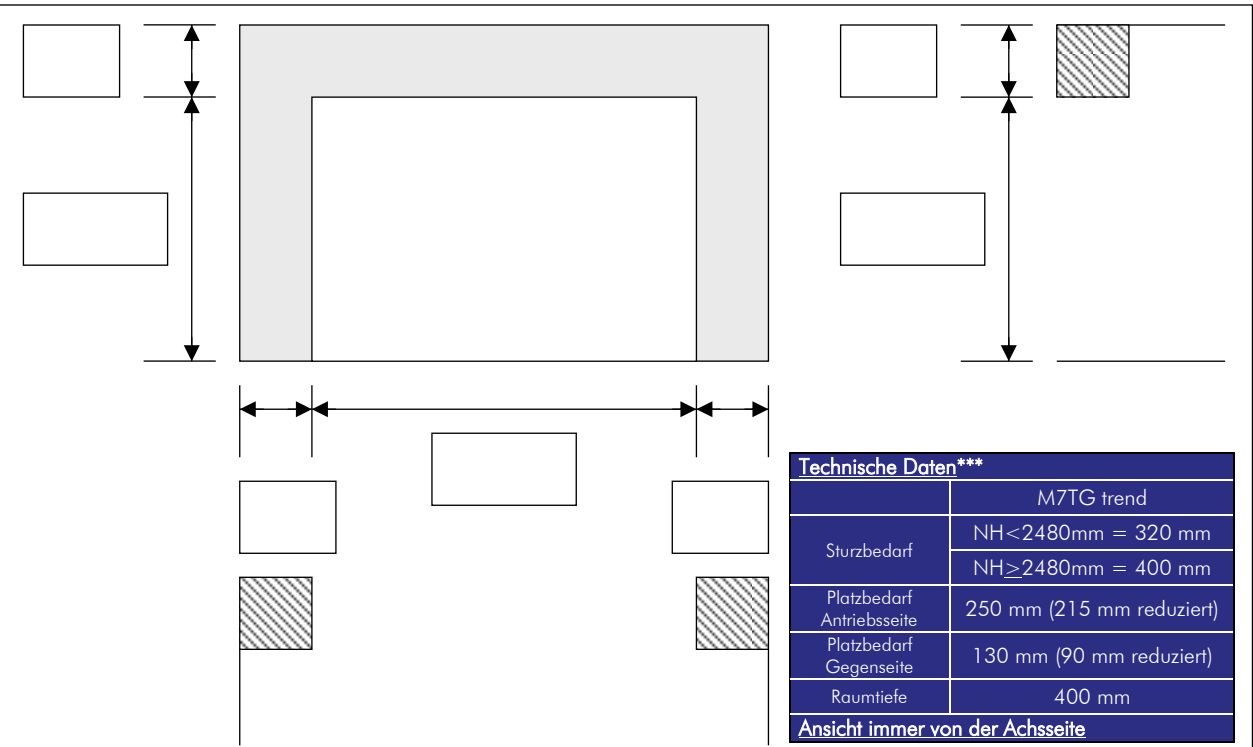 Technische Daten***
M7TG trend
Sturzbedarf
NH<2480mm = 320 mm
NH>2480mm = 400 mm
Platzbedarf
Antriebsseite
250 mm (215 mm reduziert)
Platzbedarf
Gegenseite
130 mm (90 mm reduziert)
Raumtiefe
400 mm
Ansicht immer von der Achsseite